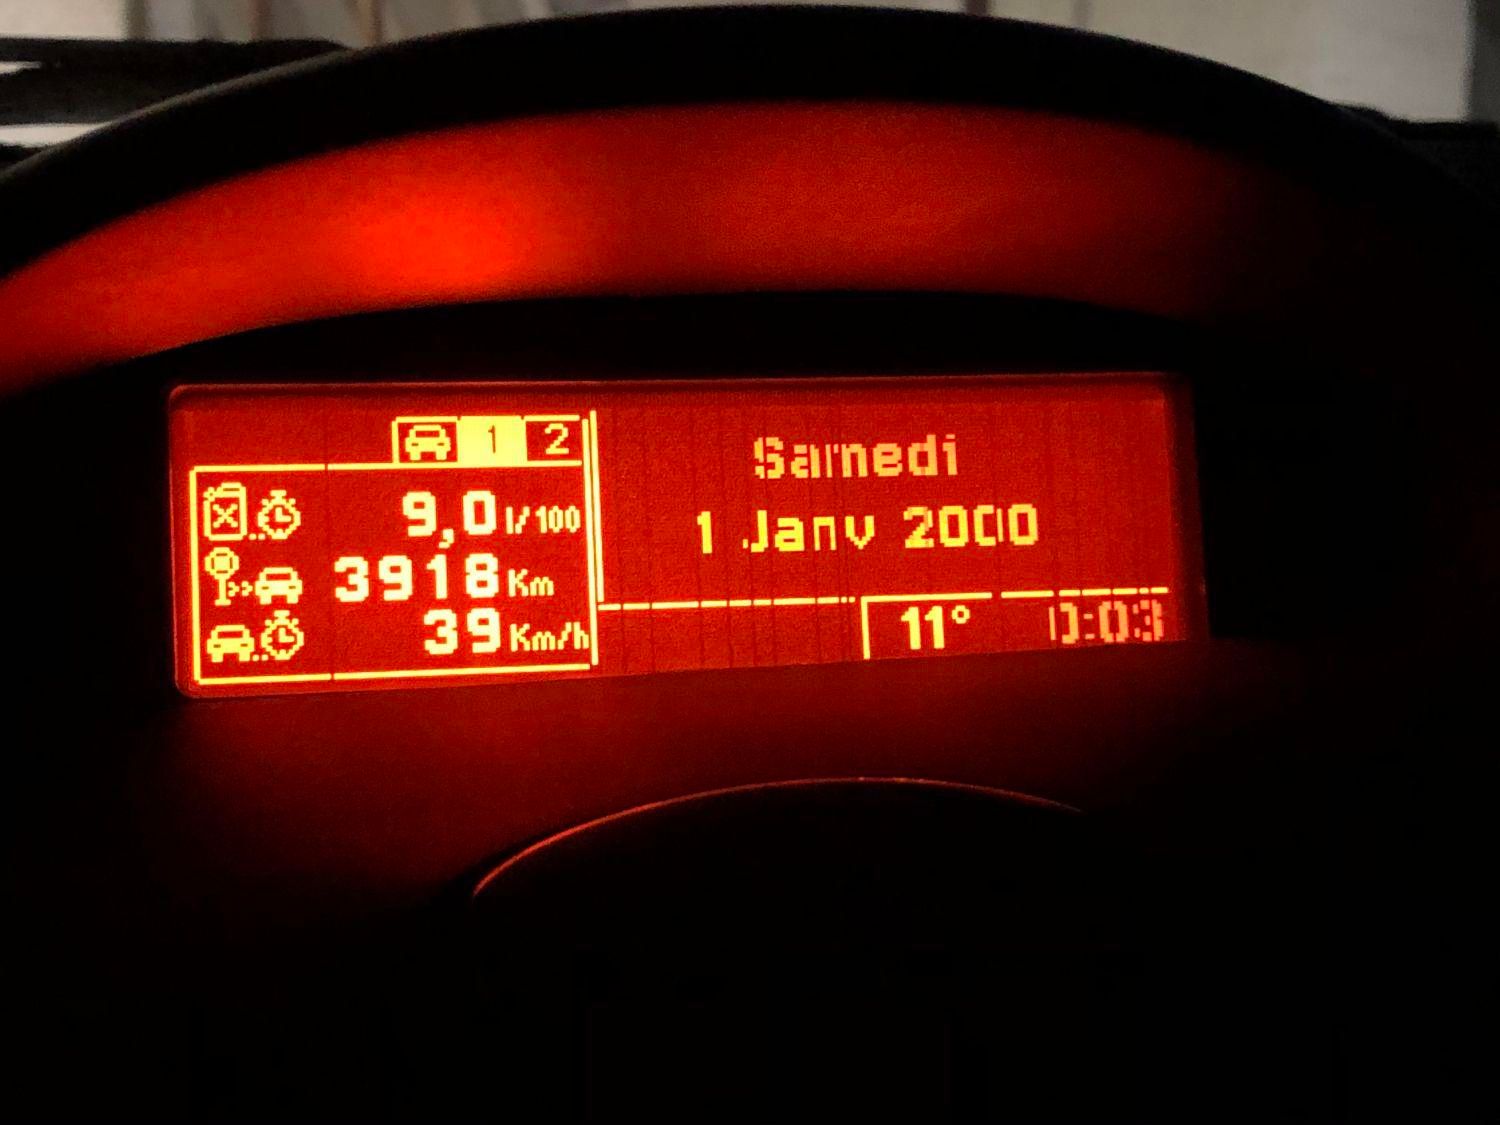 1 2
9,0 l/100
3918 Km
39 Km/h
Samedi
1 Janv 2000
11° 0:03